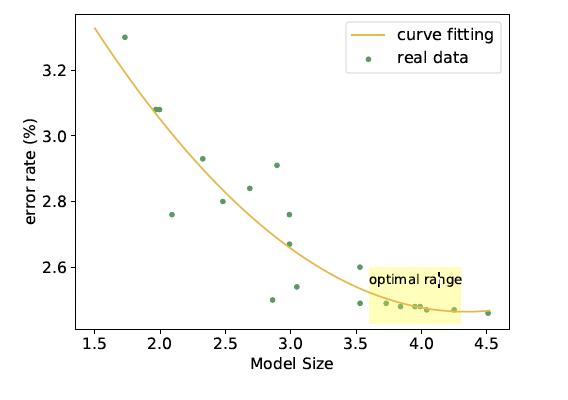 curve fitting
real data
3.2
3.0
2.8
2.6
error rate (%)
optimal range
1.5 2.0 2.5 3.0 3.5 4.0 4.5
Model Size